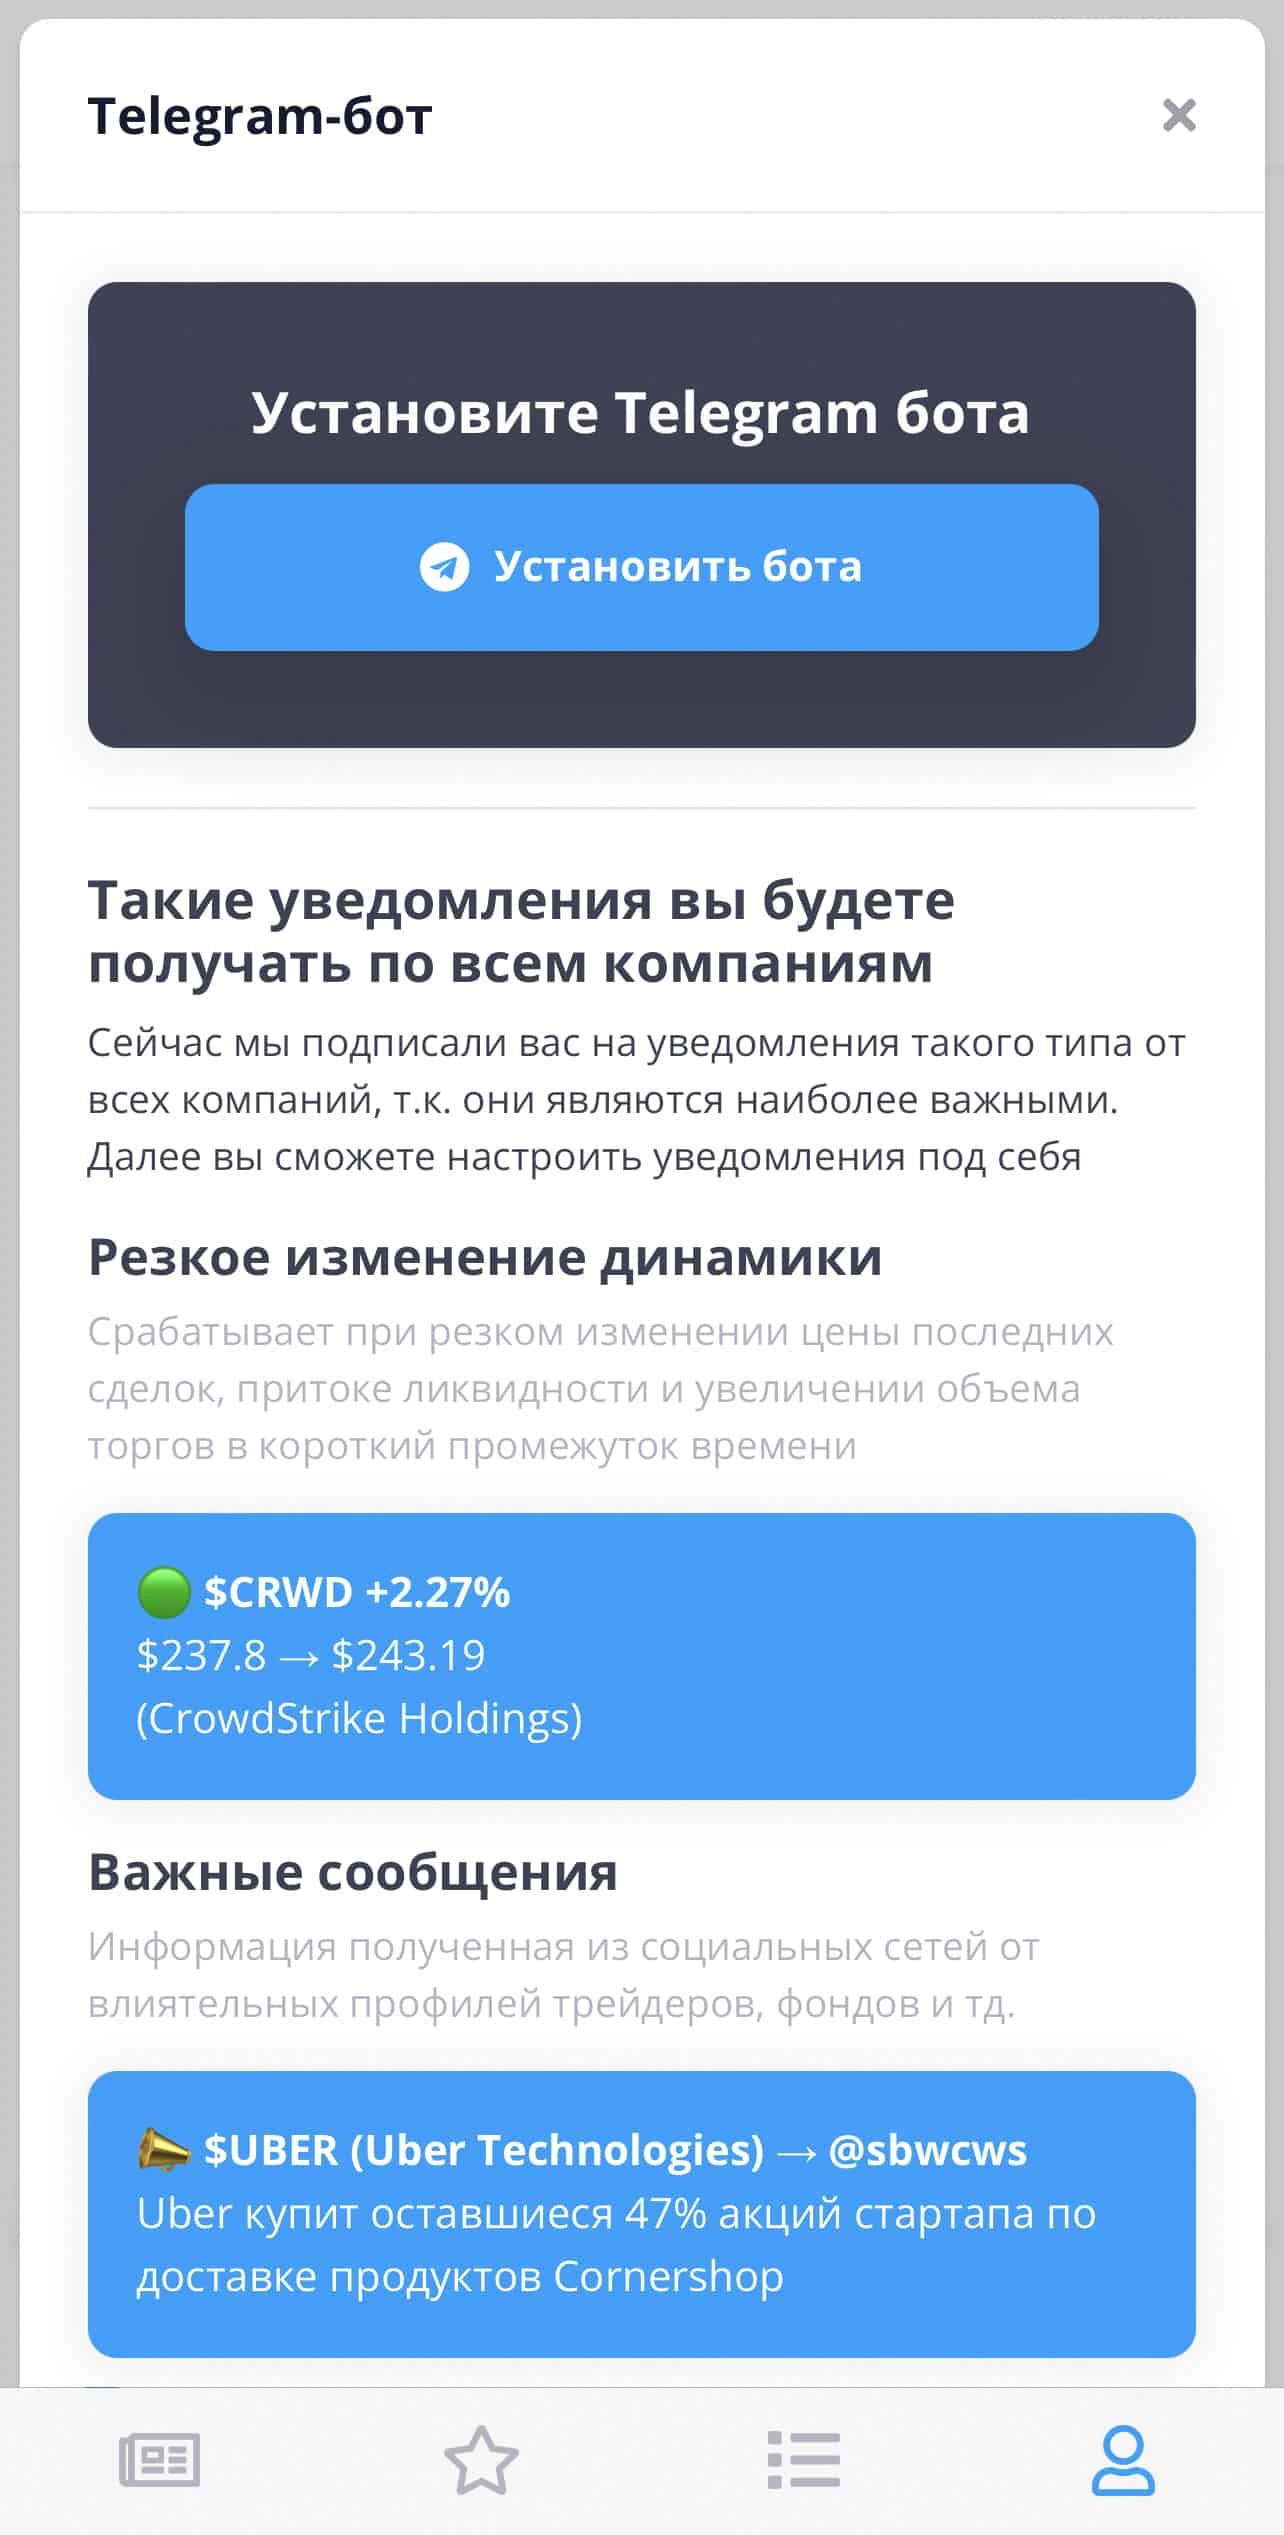 Telegram-бот
Установите Telegram бота
Установить бота
Такие уведомления вы будете
получать по всем компаниям
Сейчас мы подписали вас на уведомления такого типа от
всех компаний, т.к. они являются наиболее важными.
Далее вы сможете настроить уведомления под себя
Резкое изменение динамики
Срабатывает при резком изменении цены последних
сделок, притоке ликвидности и увеличении объема
торгов в короткий промежуток времени
$CRWD +2.27%
$237.8 → $243.19
(CrowdStrike Holdings)
Важные сообщения
Информация полученная из социальных сетей от
влиятельных профилей трейдеров, фондов и тд.
$UBER (Uber Technologies) → @sbwcws
Uber купит оставшиеся 47% акций стартапа по
доставке продуктов Cornershop